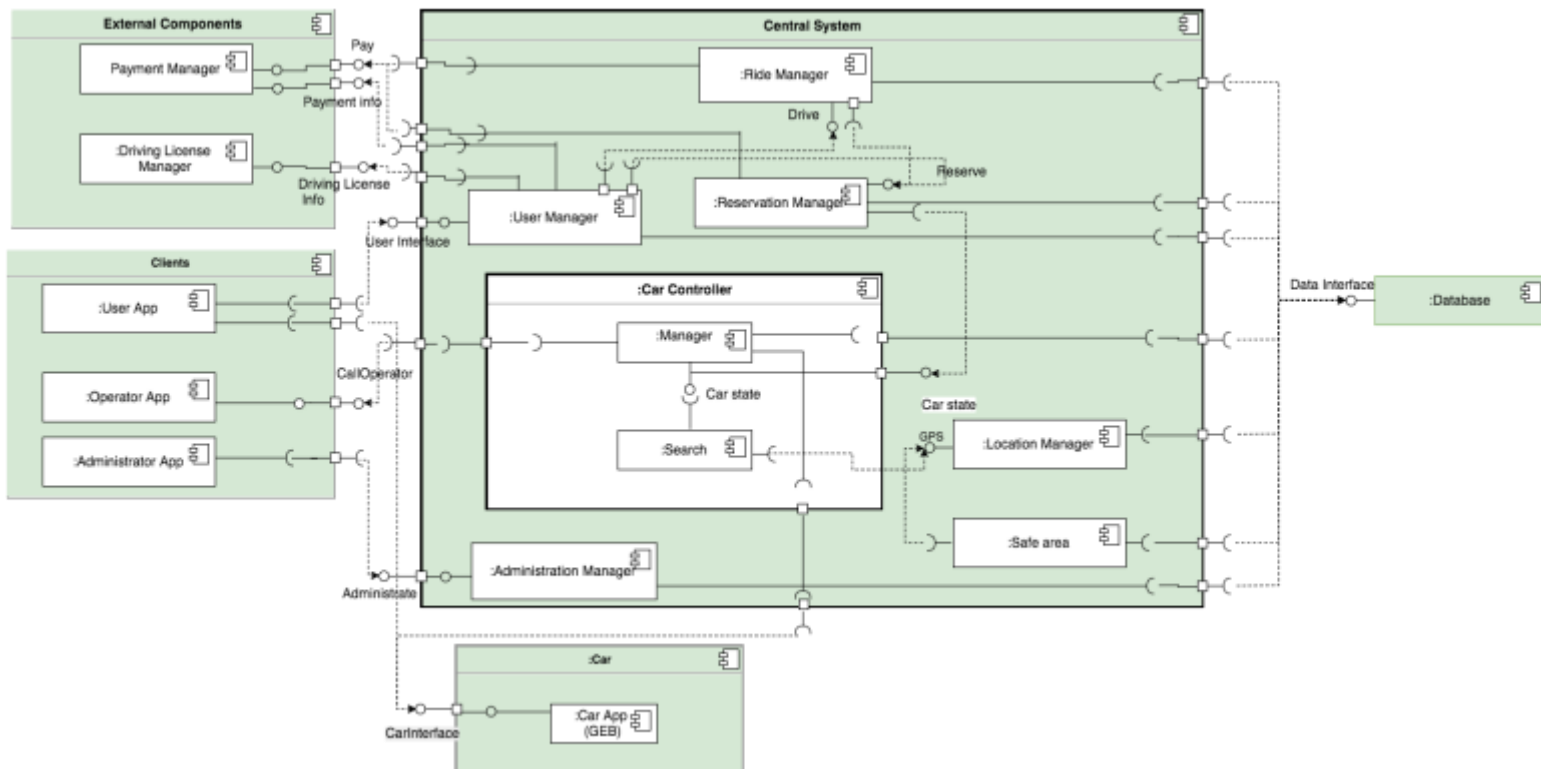 External Components
Central System
Payment Manager
Pay
Payment info
:Ride Manager
Drive
:Driving License
Manager
Driving License
Info
Reserve
:User Manager
:Reservation Manager
User Interface
Clients
:User App
:Car Controller
Data Interface
:Database
:Manager
CallOperator
:Operator App
Car state
Car state
GPS
:Location Manager
:Search
:Administrator App
:Safe area
:Administration Manager
Administrate
:Car
:Car App
(GEB)
CarInterface